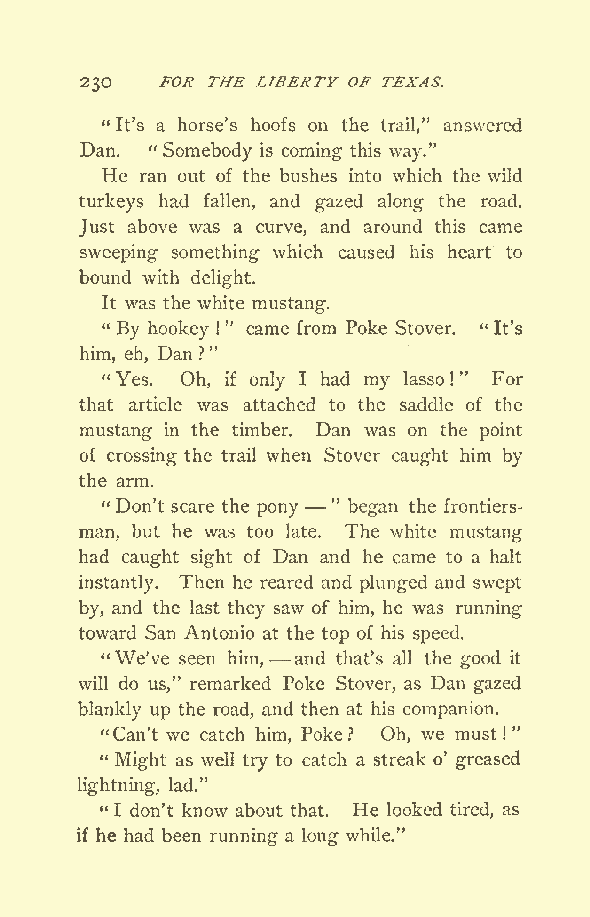 230 FOR THE LIBERTY OF TEXAS.
"It's a horse's hoofs on the trail," answered
Dan. "Somebody is coming this way."
He ran out of the bushes into which the wild
turkeys had fallen, and gazed along the road.
Just above was a curve, and around this came
sweeping something which caused his heart to
bound with delight.
It was the white mustang.
"By hookey!" came from Poke Stover. "It's
him, eh, Dan?"
"Yes. Oh, if only I had my lasso!" For
that article was attached to the saddle of the
mustang in the timber. Dan was on the point
of crossing the trail when Stover caught him by
the arm.
"Don't scare the pony —" began the frontiers-
man, but he was too late. The white mustang
had caught sight of Dan and he came to a halt
instantly. Then he reared and plunged and swept
by, and the last they saw of him, he was running
toward San Antonio at the top of his speed.
"We've seen him, — and that's all the good it
will do us," remarked Poke Stover, as Dan gazed
blankly up the road, and then at his companion.
"Can't we catch him, Poke? Oh, we must!"
"Might as well try to catch a streak o' greased
lightning, lad."
"I don't know about that. He looked tired, as
if he had been running a long while."